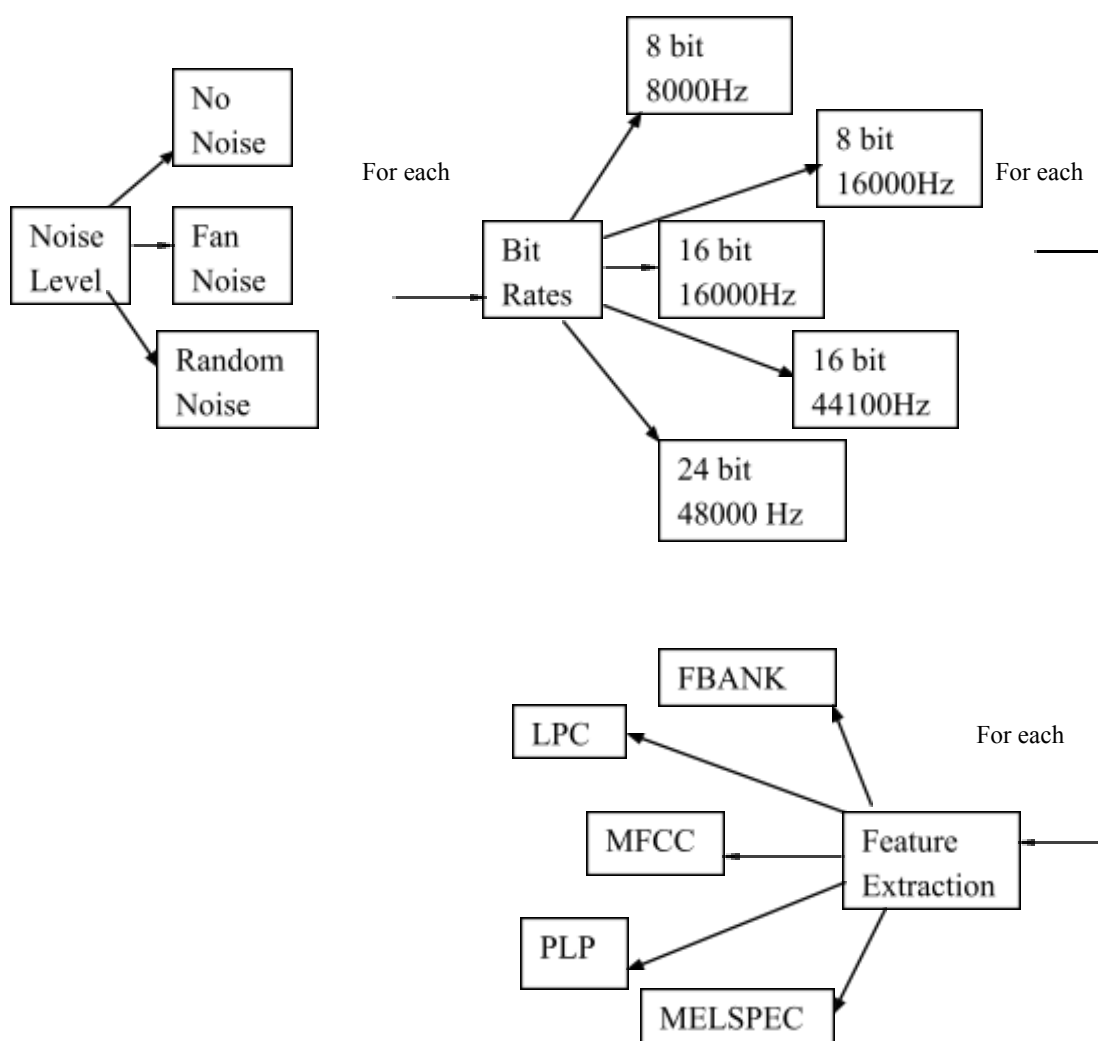 No
Noise
Noise
Level
Fan
Noise
Random
Noise
For each
8 bit
8000Hz
8 bit
16000Hz
Bit
Rates
16 bit
16000Hz
16 bit
44100Hz
24 bit
48000 Hz
For each
FBANK
LPC
For each
MFCC
Feature
Extraction
PLP
MELSPEC